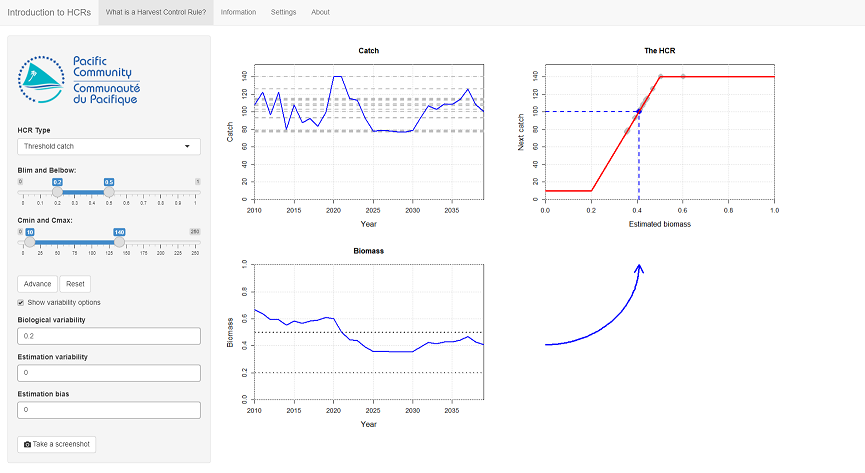 Introduction to HCRs
What is a Harvest Control Rule?
Information
Settings
About
Pacific
Community
Communauté
du Pacifique
HCR Type
Threshold catch
Blim and Belbow:
0 0.2 0.5 1
0 0.1 0.2 0.3 0.4 0.5 0.6 0.7 0.8 0.9 1
Cmin and Cmax:
0 10 140 250
0 25 50 75 100 125 150 175 200 225 250
Advance
Reset
Show variability options
Biological variability
0.2
Estimation variability
0
Estimation bias
0
Take a screenshot
Catch
Catch
0 20 40 60 80 100 120 140
2010 2015 2020 2025 2030 2035
Year
The HCR
Next catch
0 20 40 60 80 100 120 140
0.0 0.2 0.4 0.6 0.8 1.0
Estimated biomass
Biomass
Biomass
0.0 0.2 0.4 0.6 0.8 1.0
2010 2015 2020 2025 2030 2035
Year